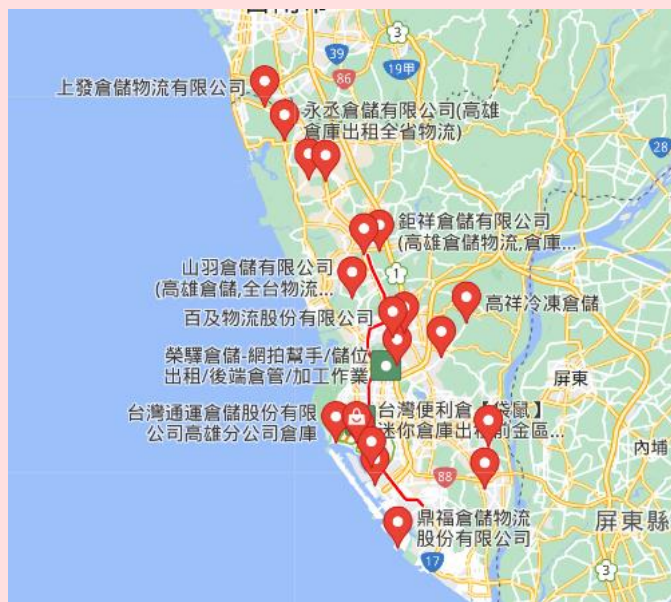 3
39
86
19甲
上發倉儲物流有限公司
永丞倉儲有限公司(高雄
倉庫出租全省物流)
28
鉅祥倉儲有限公司
(高雄倉儲物流,倉庫...
山羽倉儲有限公司
(高雄倉儲,全台物流...
1
高祥冷凍倉儲
百及物流股份有限公司
榮驛倉儲-網拍幫手/儲位
出租/後端倉管/加工作業
屏東
台灣通運倉儲股份有限
公司高雄分公司倉庫
台灣便利倉【袋鼠】
迷你倉庫出租前金區...
內埔
88
鼎福倉儲物流
股份有限公司
屏東縣
17
3